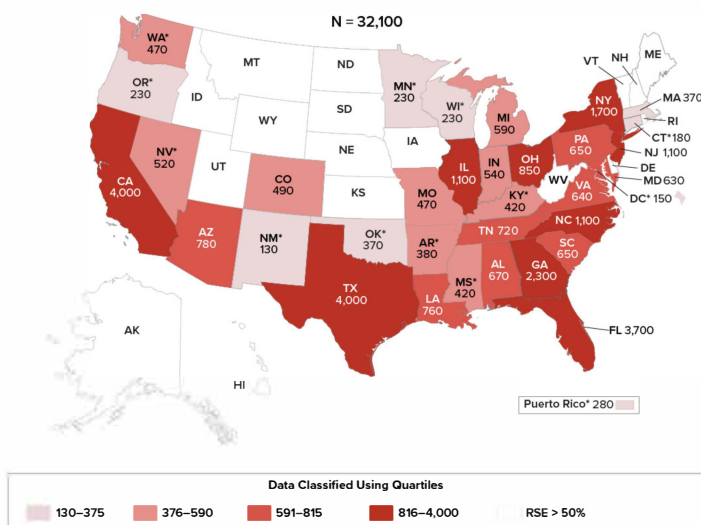 N = 32,100
WA*
470
OR*
230
CA
4,000
NV*
520
ID
MT
WY
UT
AZ
780
CO
490
NM*
130
ND
SD
NE
KS
OK*
370
TX
4,000
MN*
230
IA
MO
470
AR*
380
LA
760
WI*
230
IL
1,100
MI
590
IN
540
OH
850
KY*
420
TN 720
MS*
420
AL
670
GA
2,300
FL 3,700
SC
650
NC 1,100
VA
640
WV
PA
650
NY
1,700
VT
NH
ME
MA 370
RI
CT* 180
NJ 1,100
DE
MD 630
DC* 150
AK
HI
Puerto Rico* 280
Data Classified Using Quartiles
130–375
376–590
591–815
816–4,000
RSE > 50%